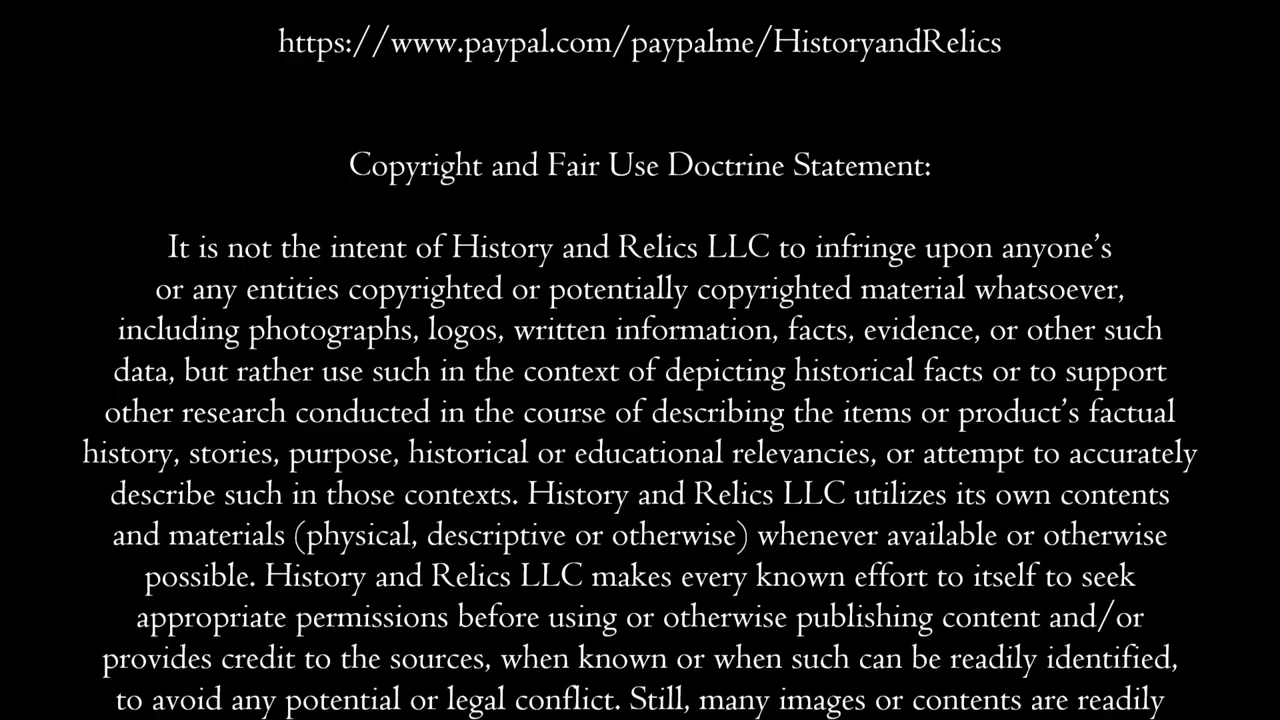 https://www.paypal.com/paypalme/HistoryandRelics
Copyright and Fair Use Doctrine Statement:
It is not the intent of History and Relics LLC to infringe upon anyone’s
or any entities copyrighted or potentially copyrighted material whatsoever,
including photographs, logos, written information, facts, evidence, or other such
data, but rather use such in the context of depicting historical facts or to support
other research conducted in the course of describing the items or product’s factual
history, stories, purpose, historical or educational relevancies, or attempt to accurately
describe such in those contexts. History and Relics LLC utilizes its own contents
and materials (physical, descriptive or otherwise) whenever available or otherwise
possible. History and Relics LLC makes every known effort to itself to seek
appropriate permissions before using or otherwise publishing content and/or
provides credit to the sources, when known or when such can be readily identified,
to avoid any potential or legal conflict. Still, many images or contents are readily